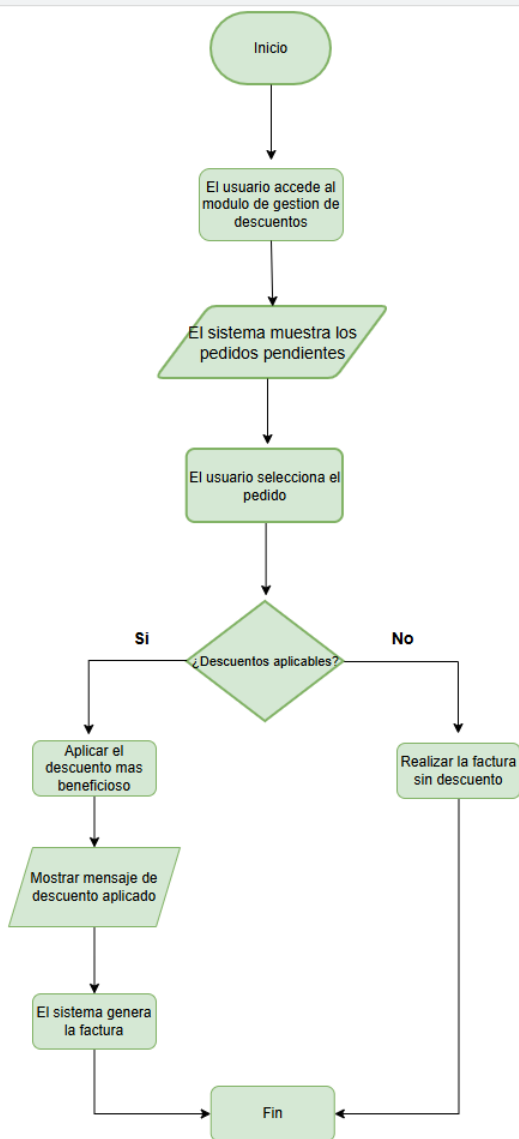 Inicio
El usuario accede al
modulo de gestion de
descuentos
El sistema muestra los
pedidos pendientes
El usuario selecciona el
pedido
Si
No
¿Descuentos aplicables?
Aplicar el
descuento mas
beneficioso
Realizar la factura
sin descuento
Mostrar mensaje de
descuento aplicado
El sistema genera
la factura
Fin